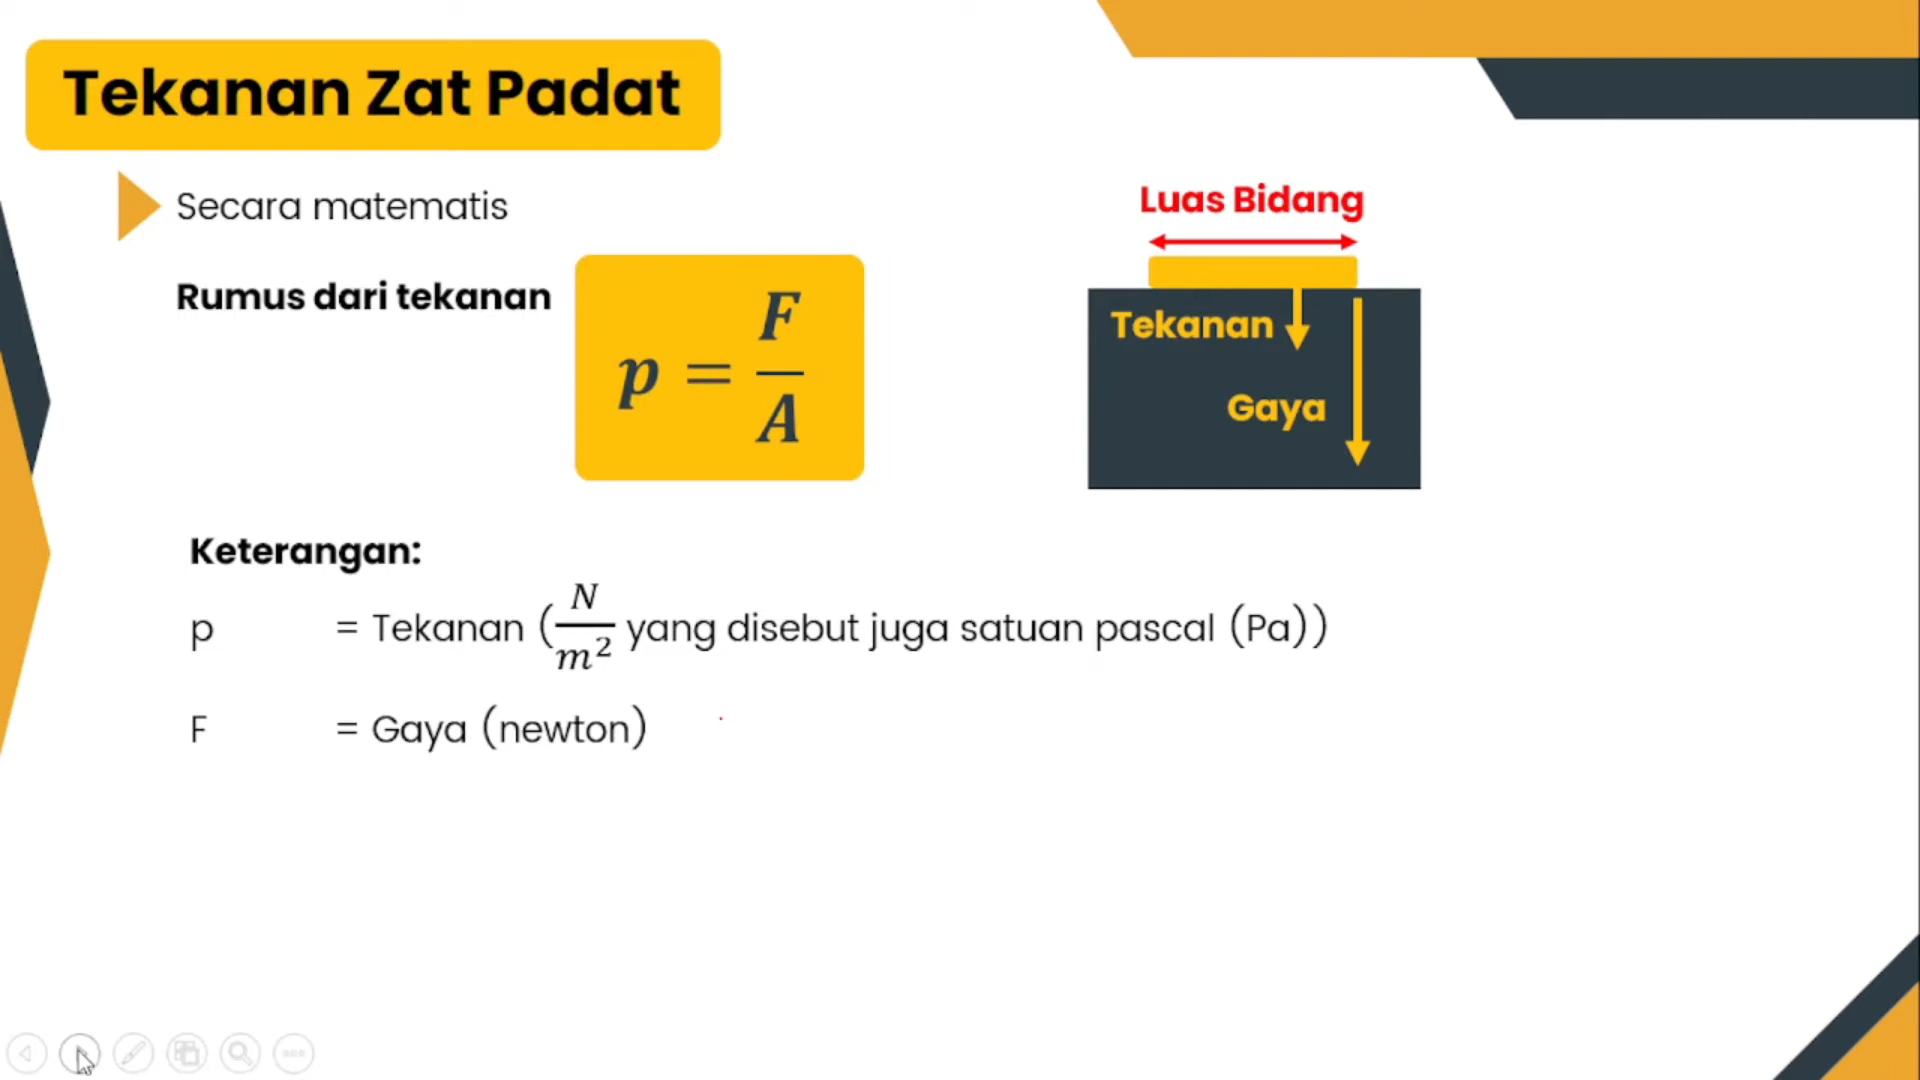 Tekanan Zat Padat
Secara matematis
Rumus dari tekanan
p = F/A
Luas Bidang
Tekanan
Gaya
Keterangan:
p = Tekanan (N/m² yang disebut juga satuan pascal (Pa))
F = Gaya (newton)